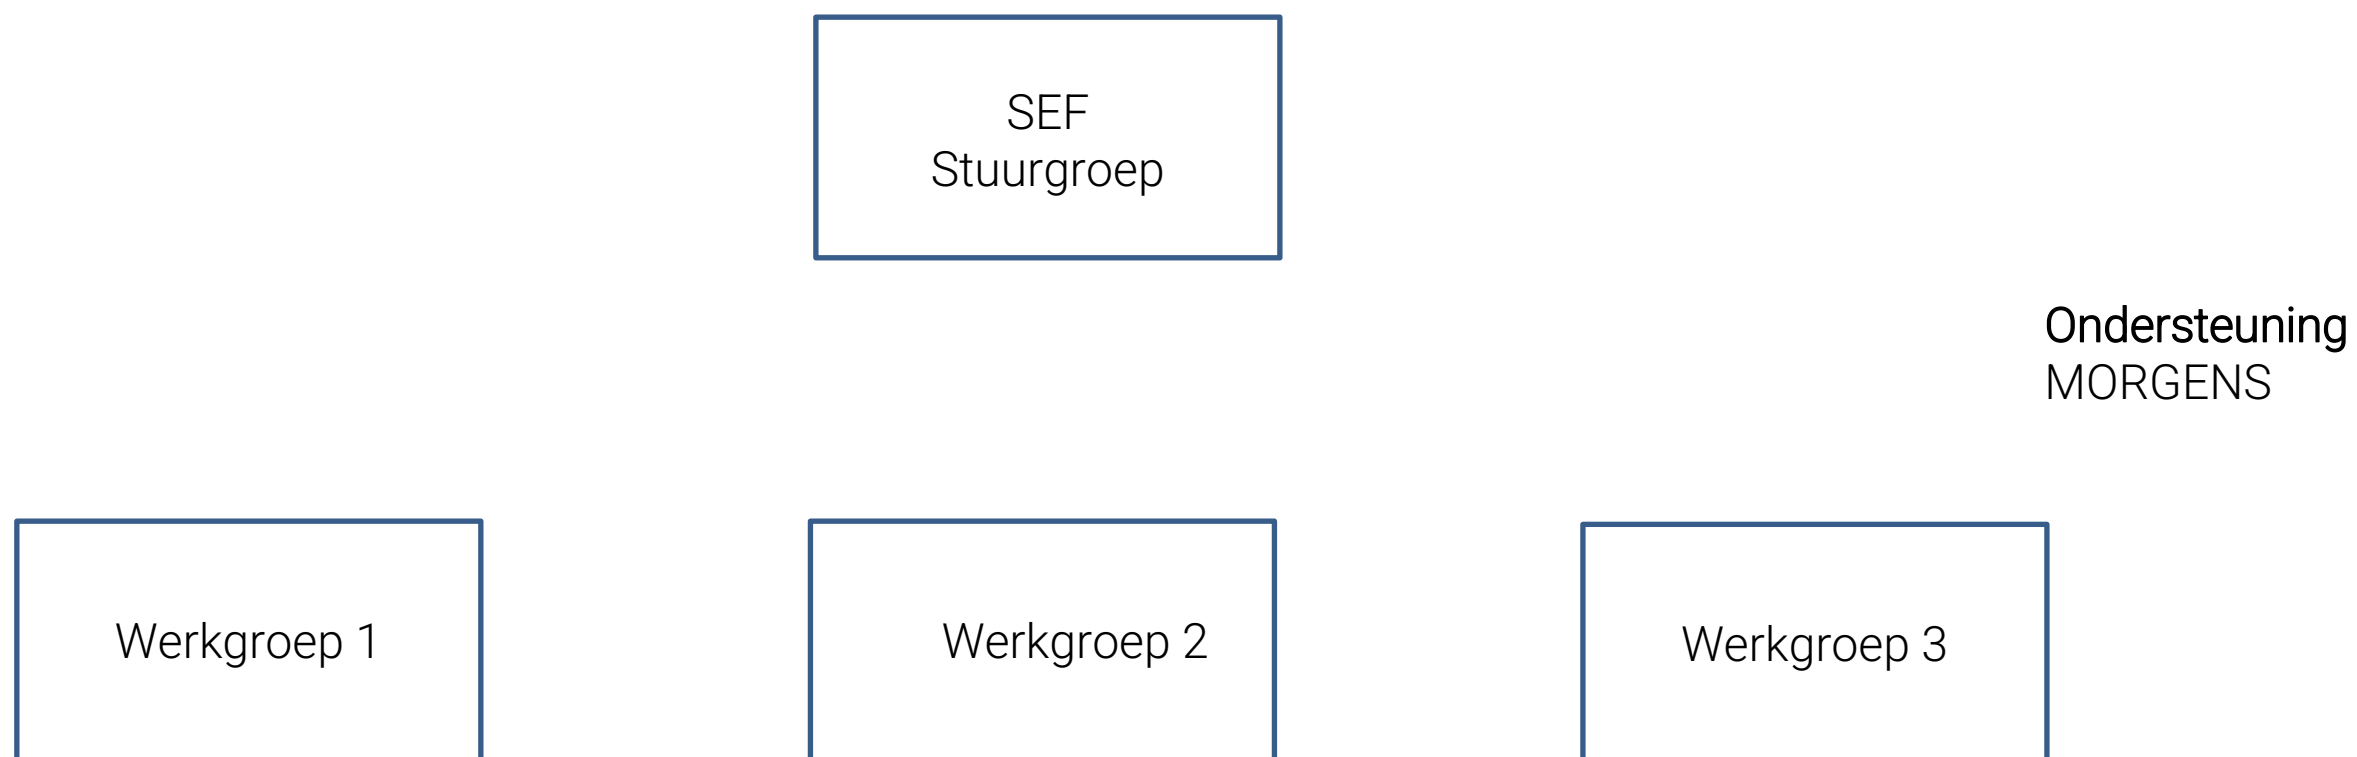 SEF
Stuurgroep
Ondersteuning
MORGENS
Werkgroep 1
Werkgroep 2
Werkgroep 3